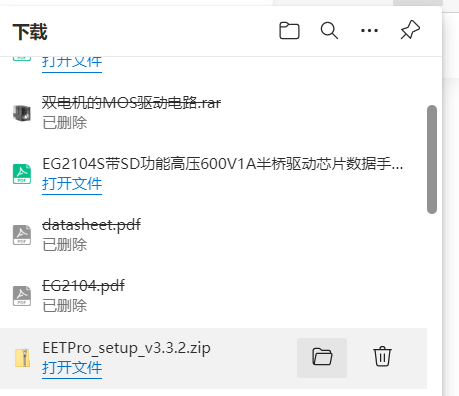 下载
打开文件
双电机的MOS驱动电路.rar
已删除
EG2104S带SD功能高压600V1A半桥驱动芯片数据手...
打开文件
datasheet.pdf
已删除
EG2104.pdf
已删除
EETPro_setup_v3.3.2.zip
打开文件